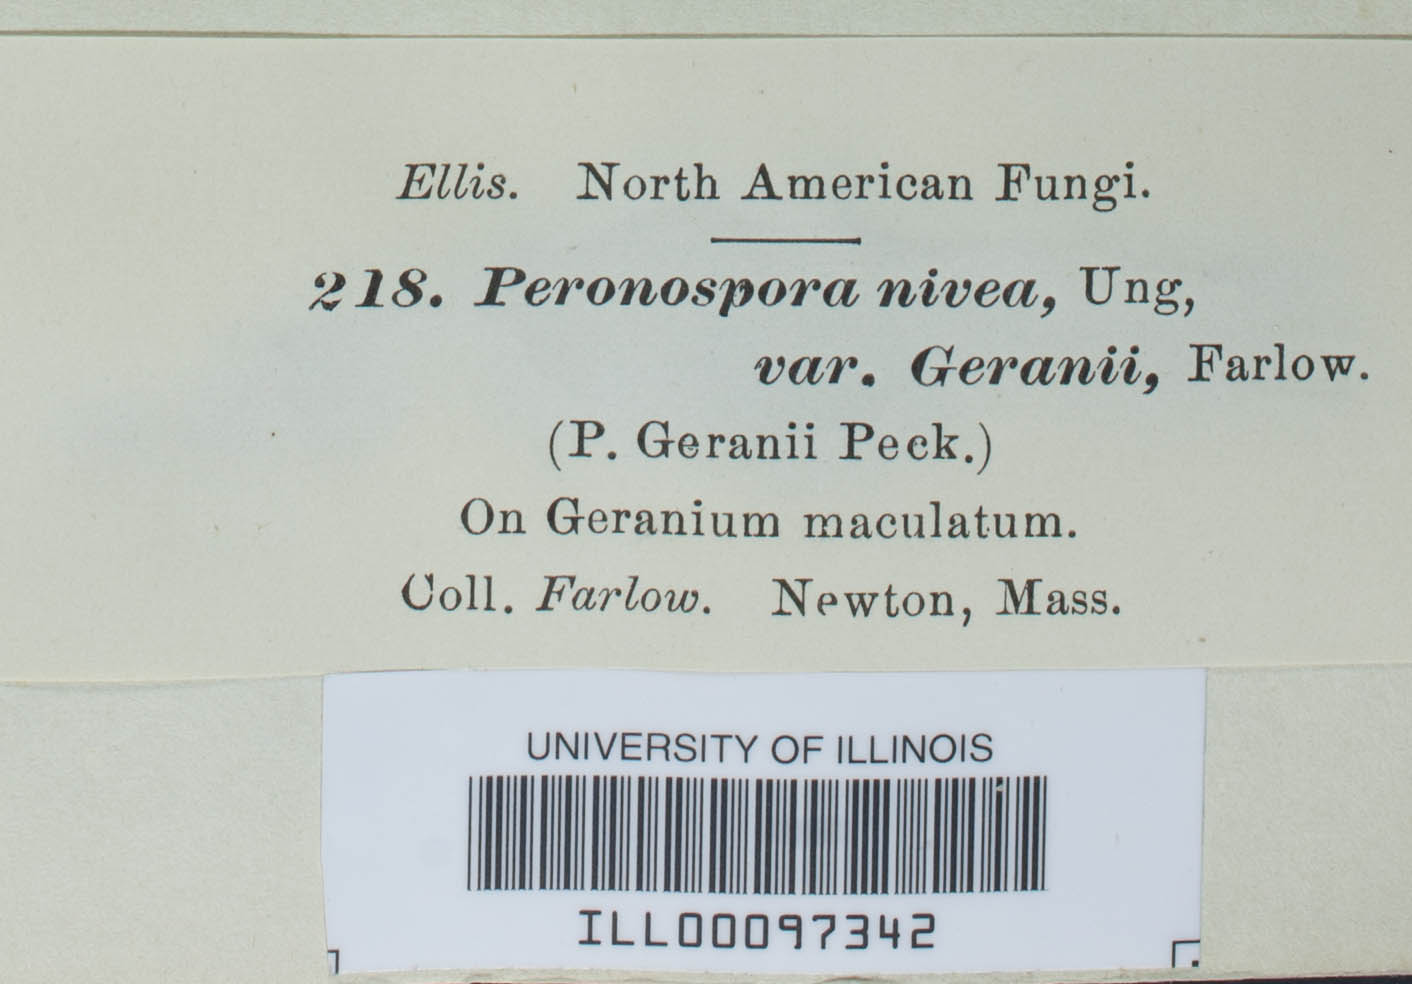 Ellis. North American Fungi.
218. Peronospora nivea, Ung,
var. Geranii, Farlow.
(P. Geranii Peck.)
On Geranium maculatum.
Coll. Farlow. Newton, Mass.
UNIVERSITY OF ILLINOIS
ILL00097342